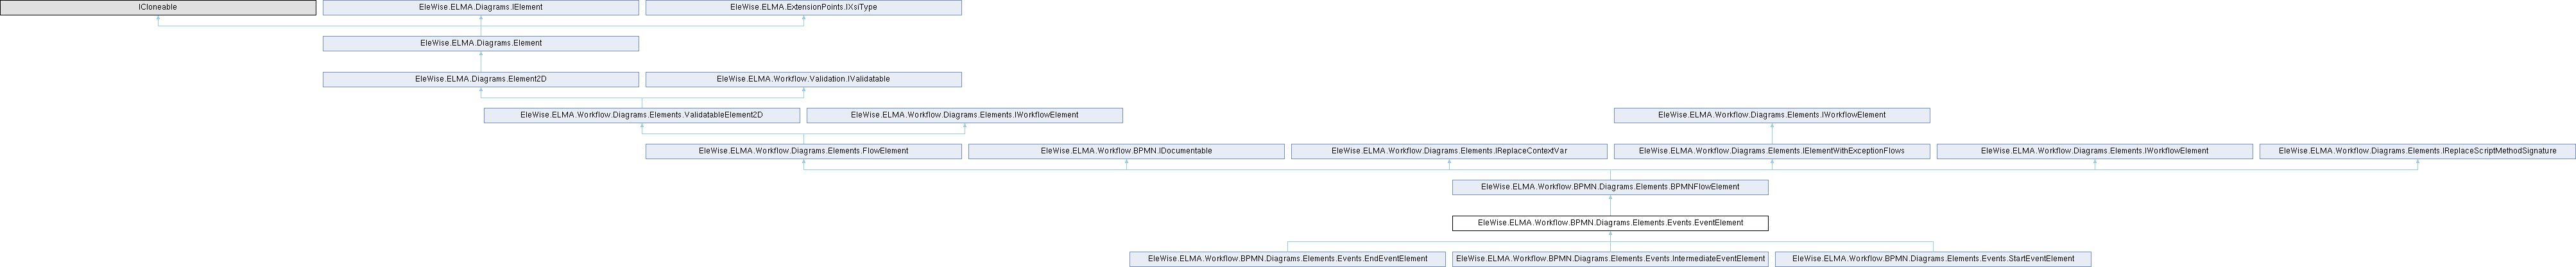 ICloneable
EleWise.ELMA.Diagrams.IElement
EleWise.ELMA.ExtensionPoints.IXsiType
EleWise.ELMA.Diagrams.Element
EleWise.ELMA.Diagrams.Element2D
EleWise.ELMA.Workflow.Validation.IValidatable
EleWise.ELMA.Workflow.Diagrams.Elements.ValidatableElement2D
EleWise.ELMA.Workflow.Diagrams.Elements.IWorkflowElement
EleWise.ELMA.Workflow.Diagrams.Elements.IWorkflowElement
EleWise.ELMA.Workflow.Diagrams.Elements.FlowElement
EleWise.ELMA.Workflow.BPMN.IDocumentable
EleWise.ELMA.Workflow.Diagrams.Elements.IReplaceContextVar
EleWise.ELMA.Workflow.Diagrams.Elements.IElementWithExceptionFlows
EleWise.ELMA.Workflow.Diagrams.Elements.IWorkflowElement
EleWise.ELMA.Workflow.Diagrams.Elements.IReplaceScriptMethodSignature
EleWise.ELMA.Workflow.BPMN.Diagrams.Elements.BPMNFlowElement
EleWise.ELMA.Workflow.BPMN.Diagrams.Elements.Events.EventElement
EleWise.ELMA.Workflow.BPMN.Diagrams.Elements.Events.EndEventElement
EleWise.ELMA.Workflow.BPMN.Diagrams.Elements.Events.IntermediateEventElement
EleWise.ELMA.Workflow.BPMN.Diagrams.Elements.Events.StartEventElement